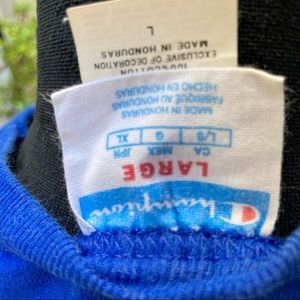 Champion
LARGE
CA MEX JPN
L/G G XL
MADE IN HONDURAS
FABRIQUÉ AU HONDURAS
HECHO EN HONDURAS
100% COTTON
EXCLUSIVE OF DECORATION
MADE IN HONDURAS
L